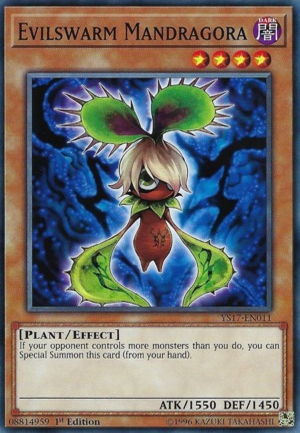 EVILSWARM MANDRAGORA
DARK
闇
YS17-EN011
[PLANT/EFFECT]
If your opponent controls more monsters than you do, you can
Special Summon this card (from your hand).
ATK/1550 DEF/1450
08814959 1st Edition ©1996 KAZUKI TAKAHASHI